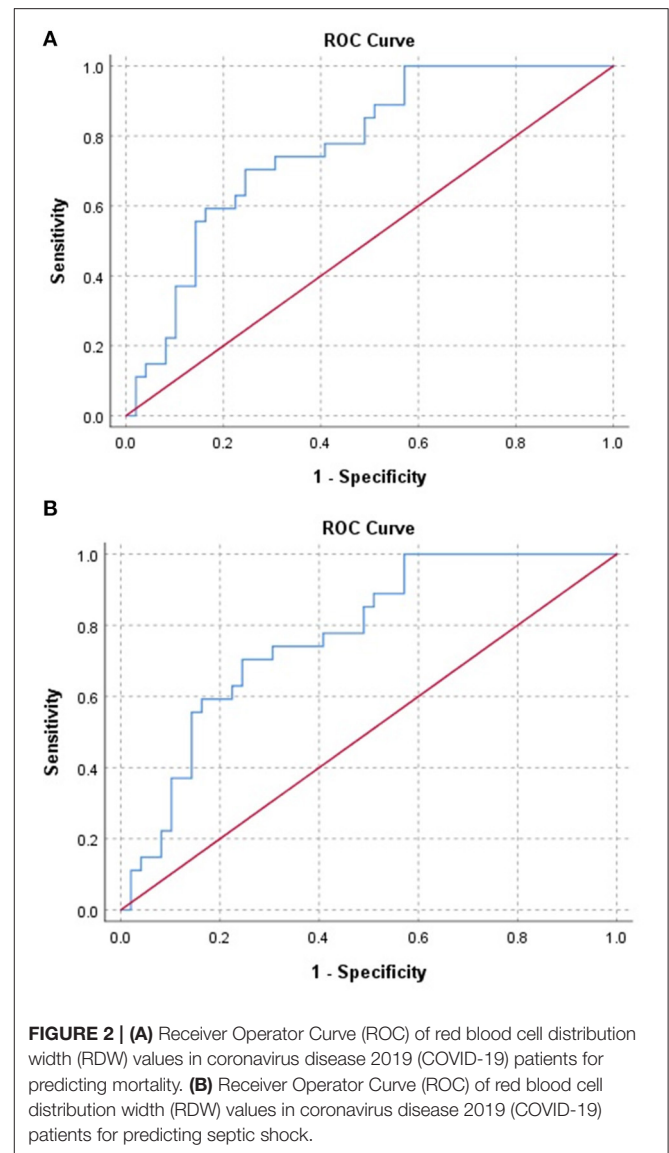 A
ROC Curve
1.0
0.8
0.6
0.4
0.2
0.0
Sensitivity
0.0 0.2 0.4 0.6 0.8 1.0
1 - Specificity
B
ROC Curve
1.0
0.8
0.6
0.4
0.2
0.0
Sensitivity
0.0 0.2 0.4 0.6 0.8 1.0
1 - Specificity
FIGURE 2 | (A) Receiver Operator Curve (ROC) of red blood cell distribution
width (RDW) values in coronavirus disease 2019 (COVID-19) patients for
predicting mortality. (B) Receiver Operator Curve (ROC) of red blood cell
distribution width (RDW) values in coronavirus disease 2019 (COVID-19)
patients for predicting septic shock.